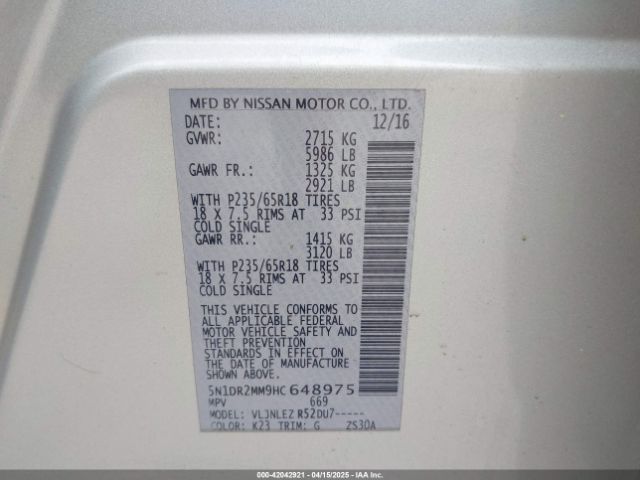 MFD BY NISSAN MOTOR CO., LTD.
DATE: 12/16
GVWR: 2715 KG
5986 LB
GAWR FR.: 1325 KG
2921 LB
WITH P235/65R18 TIRES
18 X 7.5 RIMS AT 33 PSI
COLD SINGLE
GAWR RR.: 1415 KG
3120 LB
WITH P235/65R18 TIRES
18 X 7.5 RIMS AT 33 PSI
COLD SINGLE
THIS VEHICLE CONFORMS TO
ALL APPLICABLE FEDERAL
MOTOR VEHICLE SAFETY AND
THEFT PREVENTION
STANDARDS IN EFFECT ON
THE DATE OF MANUFACTURE
SHOWN ABOVE.
5N1DR2MM9HC648975
MPV 669
MODEL: VLJNLEZ R52DU7-----
COLOR: K23 TRIM: G ZS30A
000-42042921 - 04/15/2025 - IAAI.COM